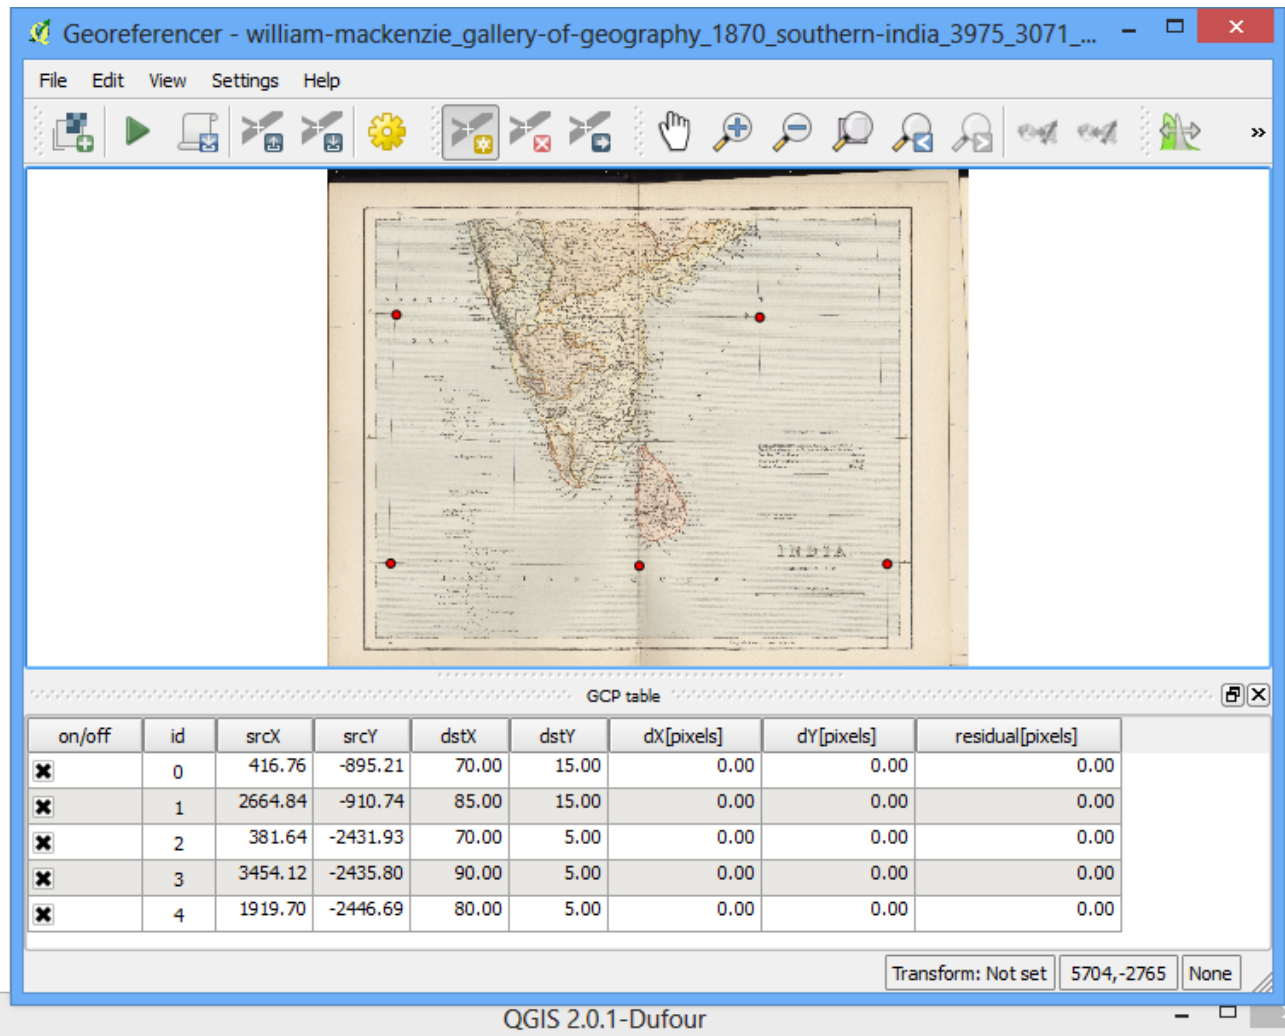 Georeferencer - william-mackenzie_gallery-of-geography_1870_southern-india_3975_3071_...
File Edit View Settings Help
»
INDIA
GCP table
on/off id srcX srcY dstX dstY dX[pixels] dY[pixels] residual[pixels]
0 416.76 -895.21 70.00 15.00 0.00 0.00 0.00
1 2664.84 -910.74 85.00 15.00 0.00 0.00 0.00
2 381.64 -2431.93 70.00 5.00 0.00 0.00 0.00
3 3454.12 -2435.80 90.00 5.00 0.00 0.00 0.00
4 1919.70 -2446.69 80.00 5.00 0.00 0.00 0.00
Transform: Not set 5704,-2765 None
QGIS 2.0.1-Dufour